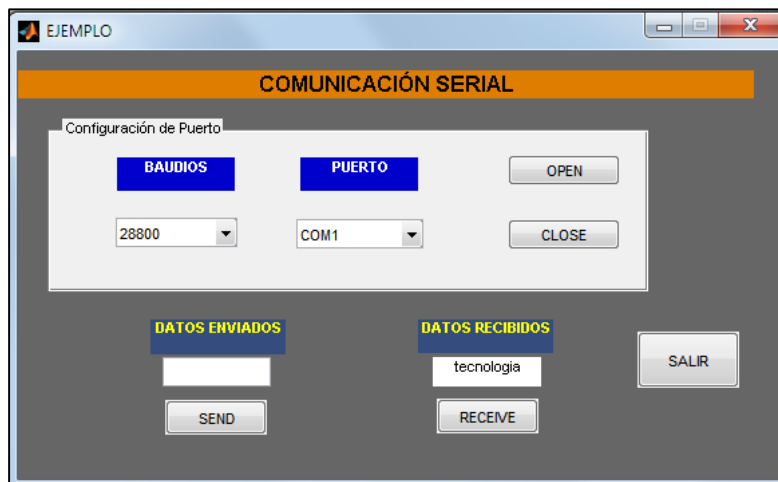 EJEMPLO
COMUNICACIÓN SERIAL
Configuración de Puerto
BAUDIOS PUERTO OPEN
28800 COM1 CLOSE
DATOS ENVIADOS DATOS RECIBIDOS
tecnologia SALIR
SEND RECEIVE